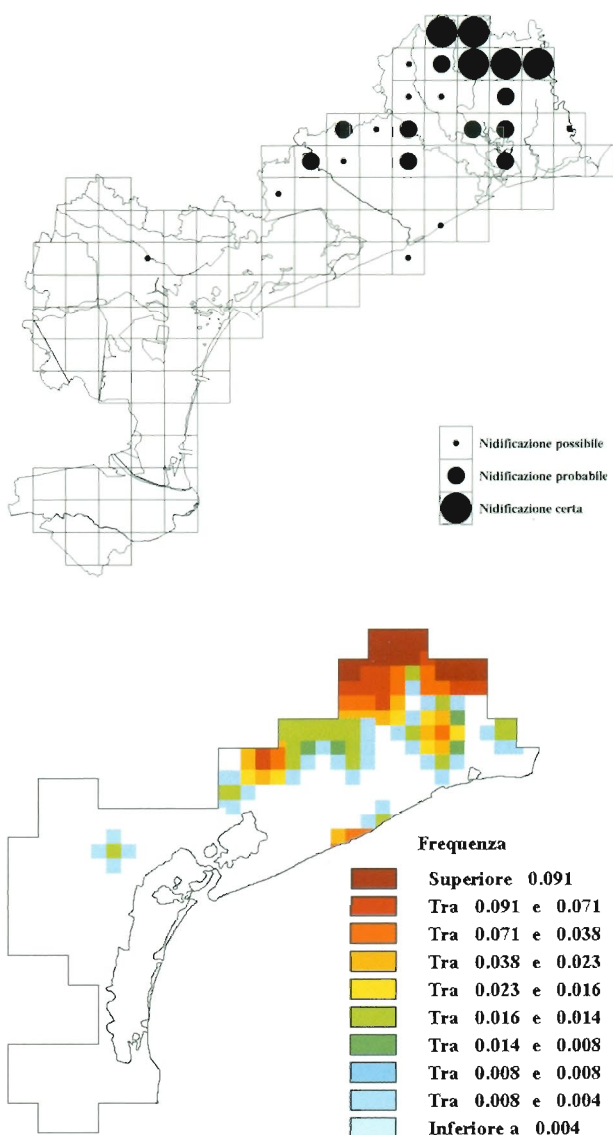 Nidificazione possibile
Nidificazione probabile
Nidificazione certa
Frequenza
Superiore 0.091
Tra 0.091 e 0.071
Tra 0.071 e 0.038
Tra 0.038 e 0.023
Tra 0.023 e 0.016
Tra 0.016 e 0.014
Tra 0.014 e 0.008
Tra 0.008 e 0.008
Tra 0.008 e 0.004
Inferiore a 0.004